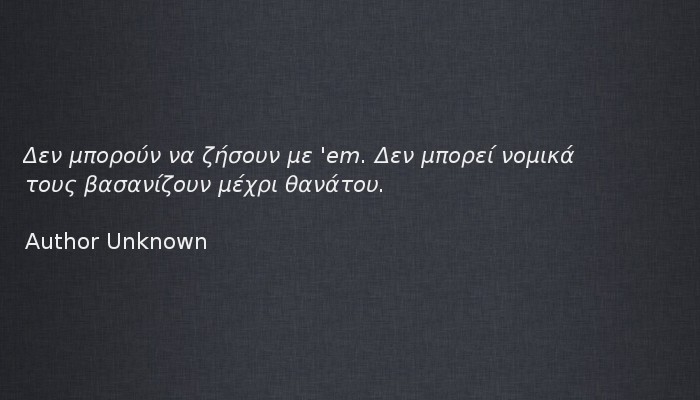 Δεν μπορούν να ζήσουν με 'em. Δεν μπορεί νομικά
τους βασανίζουν μέχρι θανάτου.
Author Unknown